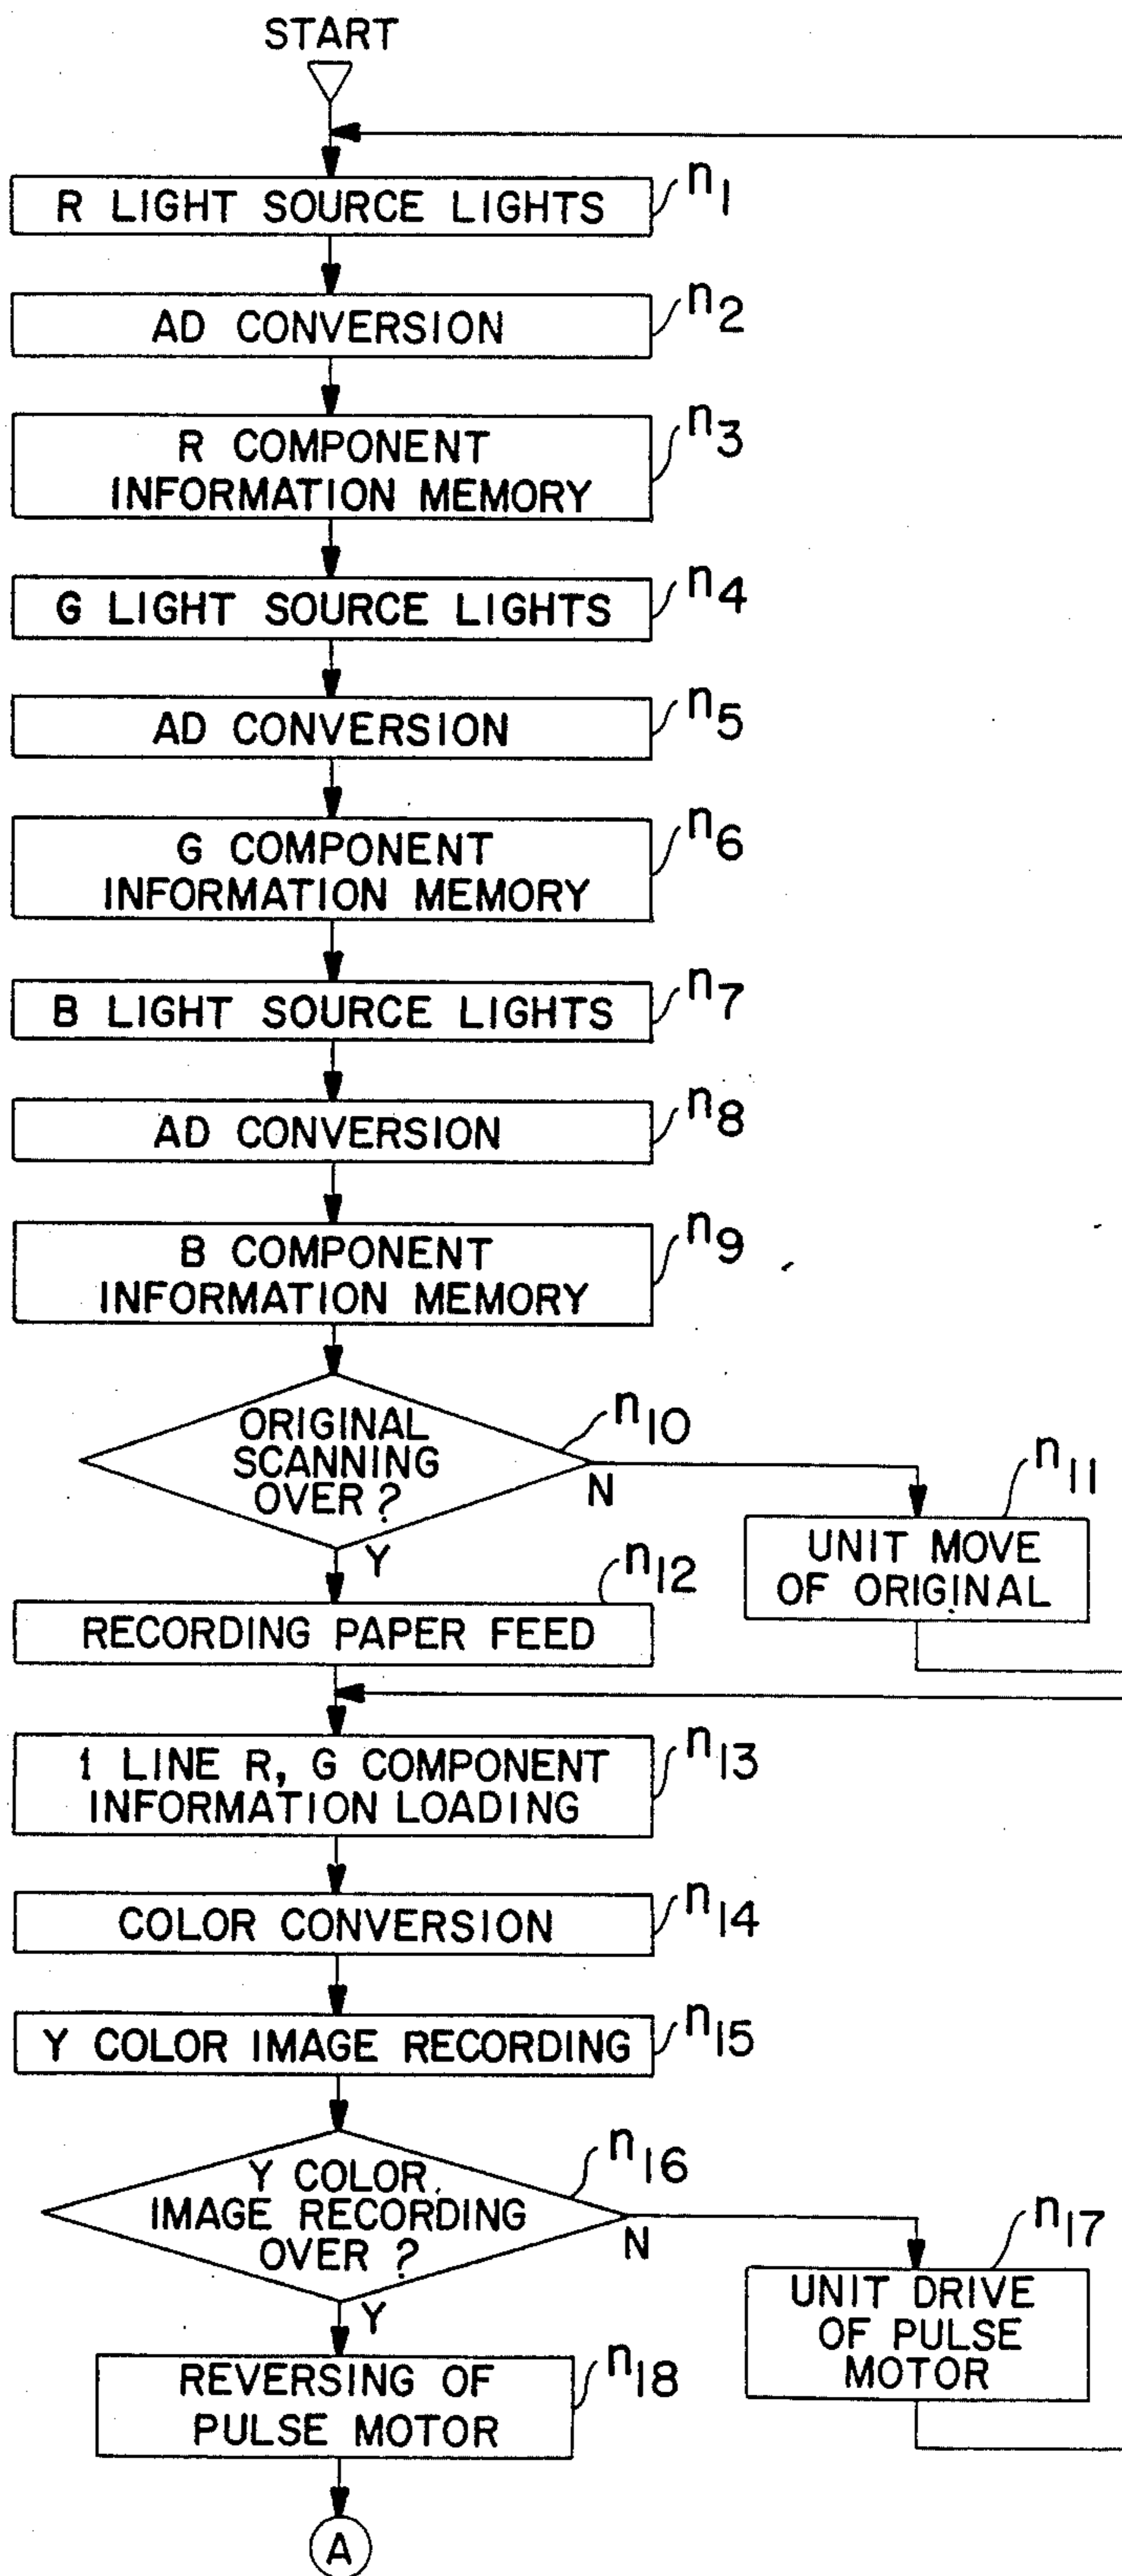 START
R LIGHT SOURCE LIGHTS
n1
AD CONVERSION
n2
R COMPONENT
INFORMATION MEMORY
n3
G LIGHT SOURCE LIGHTS
n4
AD CONVERSION
n5
G COMPONENT
INFORMATION MEMORY
n6
B LIGHT SOURCE LIGHTS
n7
AD CONVERSION
n8
B COMPONENT
INFORMATION MEMORY
n9
ORIGINAL
SCANNING
OVER?
n10
N
Y
UNIT MOVE
OF ORIGINAL
n11
RECORDING PAPER FEED
n12
1 LINE R, G COMPONENT
INFORMATION LOADING
n13
COLOR CONVERSION
n14
Y COLOR IMAGE RECORDING
n15
Y COLOR
IMAGE RECORDING
OVER ?
n16
N
Y
UNIT DRIVE
OF PULSE
MOTOR
n17
REVERSING OF
PULSE MOTOR
n18
A